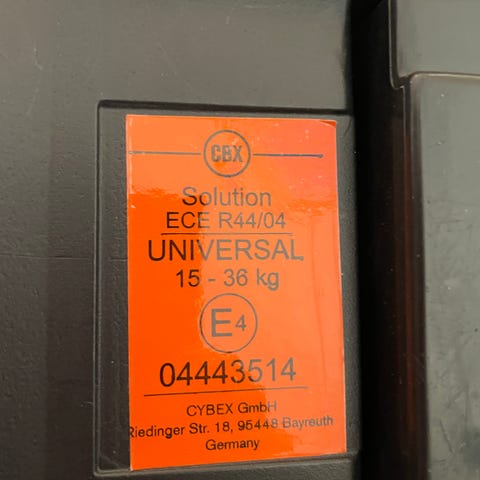 CBX
Solution
ECE R44/04
UNIVERSAL
15 - 36 kg
E4
04443514
CYBEX GmbH
Riedinger Str. 18, 95448 Bayreuth
Germany